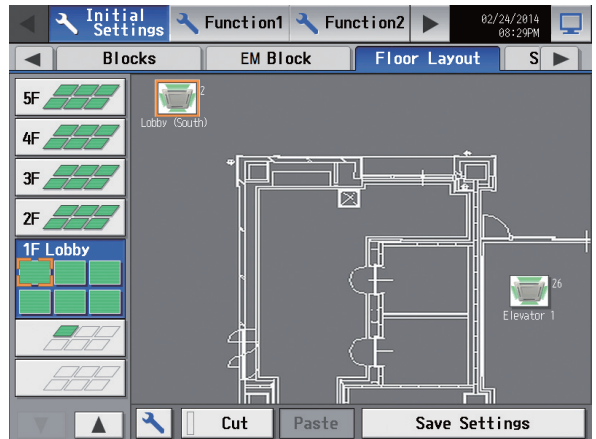 Initial
Settings
Function1
Function2
02/24/2014
08:29PM
Blocks
EM Block
Floor Layout
S
5F
4F
3F
2F
1F Lobby
2
Lobby (South)
26
Elevator 1
Cut
Paste
Save Settings